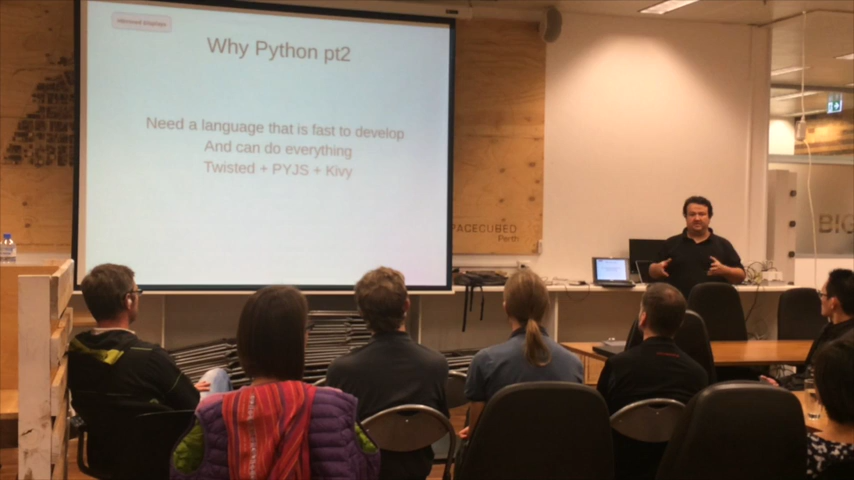 Why Python pt2
Need a language that is fast to develop
And can do everything
Twisted + PYJS + Kivy
PACECUBED
Perth
BIG